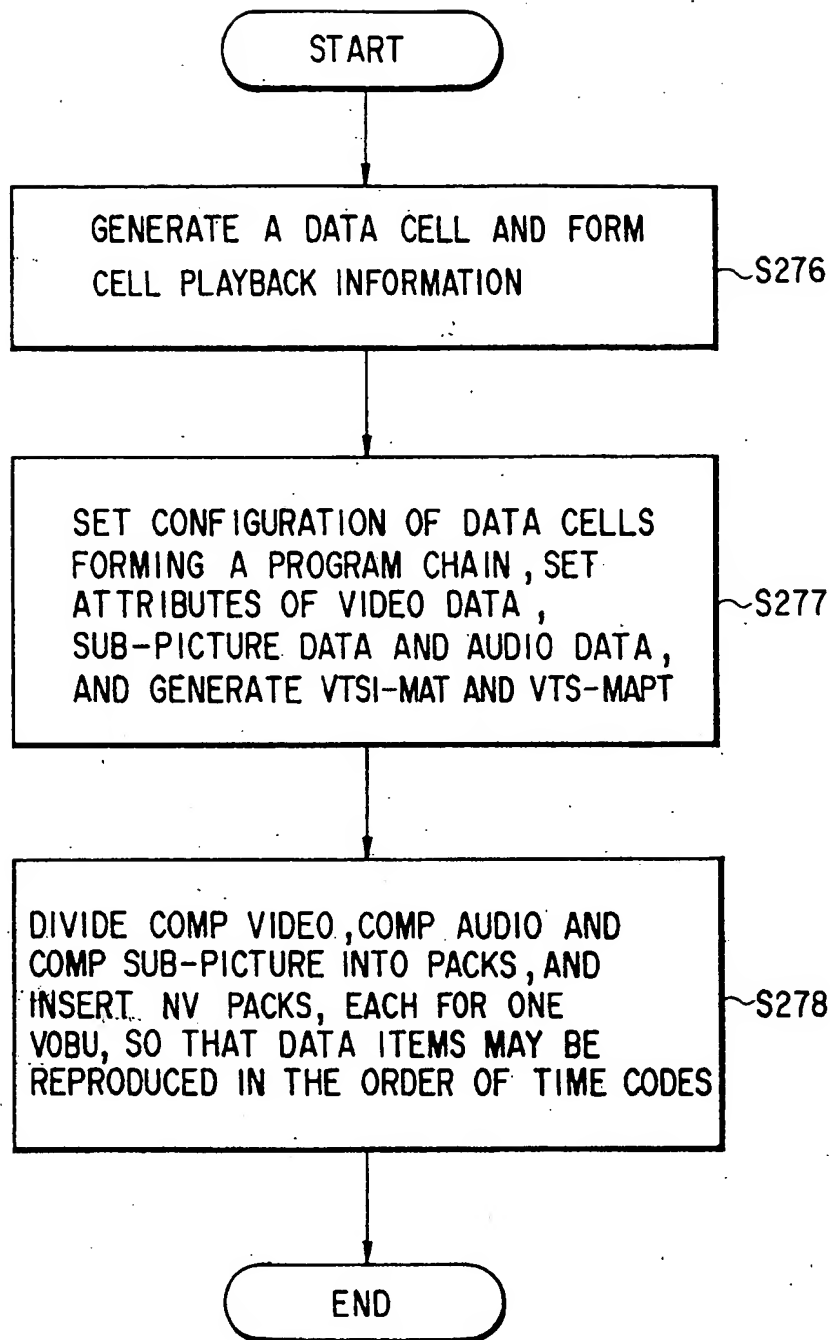 START
GENERATE A DATA CELL AND FORM
CELL PLAYBACK INFORMATION
S276
SET CONFIGURATION OF DATA CELLS
FORMING A PROGRAM CHAIN, SET
ATTRIBUTES OF VIDEO DATA,
SUB-PICTURE DATA AND AUDIO DATA,
AND GENERATE VTSI-MAT AND VTS-MAPT
S277
DIVIDE COMP VIDEO, COMP AUDIO AND
COMP SUB-PICTURE INTO PACKS, AND
INSERT NV PACKS, EACH FOR ONE
VOBU, SO THAT DATA ITEMS MAY BE
REPRODUCED IN THE ORDER OF TIME CODES
S278
END